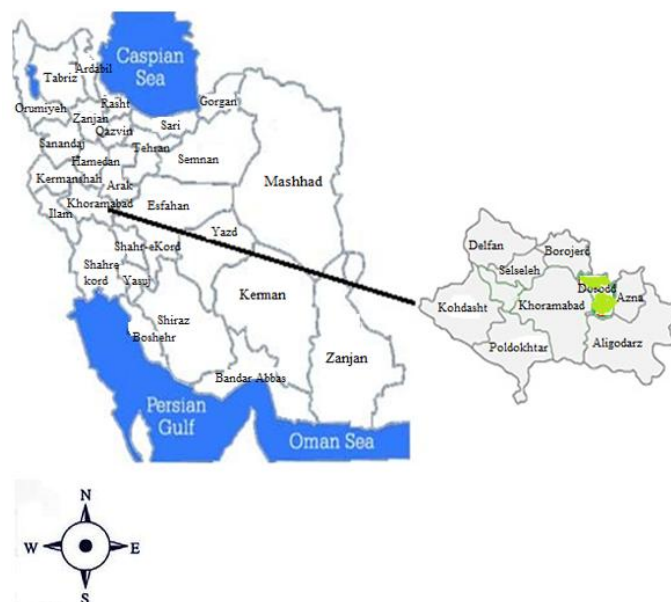 Caspian
Sea
Ardabil
Tabriz
Orumiyeh
Rasht
Gorgan
Zanjan
Qazvin
Sari
Sanandaj
Tehran
Hamedan
Semnan
Kermanshah
Arak
Mashhad
Khoramabad
Esfahan
Ilam
Yazd
Shahr-eKord
Shahre
kord
Yasuj
Kerman
Shiraz
Boshehr
Zanjan
Bandar Abbas
Persian
Gulf
Oman Sea
Delfan
Borojerd
Selseleh
Dorodd
Azna
Kohdasht
Khoramabad
Poldokhtar
Aligodarz
N
W
E
S